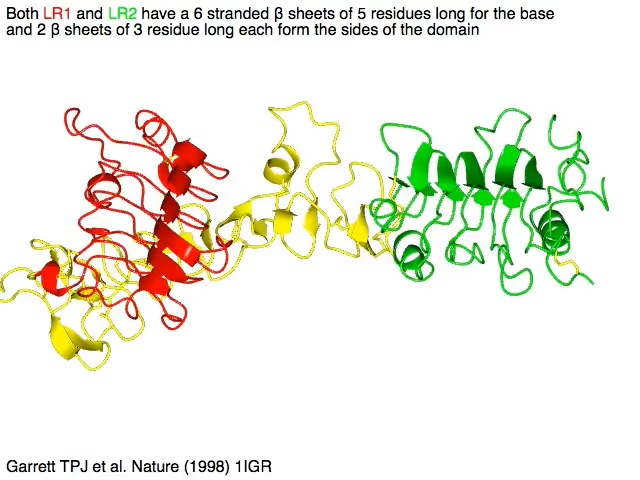 Both LR1 and LR2 have a 6 stranded β sheets of 5 residues long for the base
and 2 β sheets of 3 residue long each form the sides of the domain
Garrett TPJ et al. Nature (1998) 1IGR